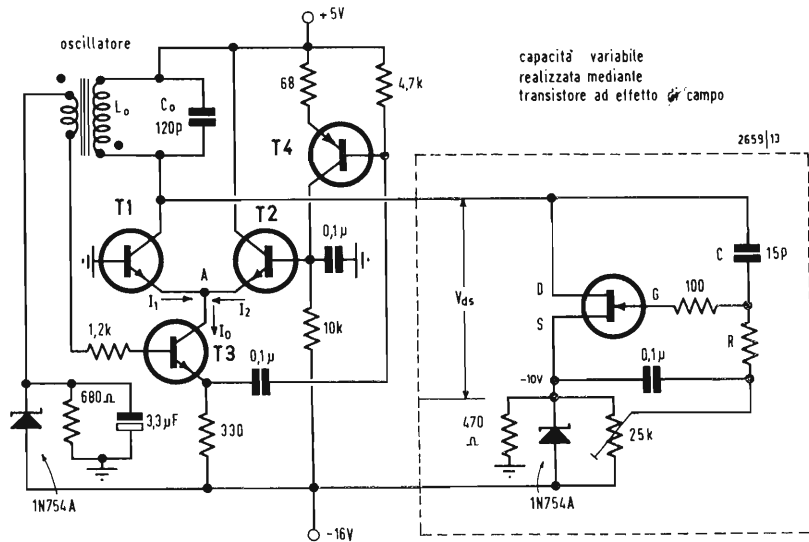 +5V
oscillatore
capacità variabile
realizzata mediante
transistore ad effetto di campo
68
4,7k
Lo
Co
120p
T4
2659/13
T1
T2
0,1µ
C
15p
A
I1
I2
Io
Vds
D
G
100
S
R
1,2k
T3
10k
0,1µ
-10V
0,1µ
680Ω
3,3µF
330
470
Ω
25k
1N754A
1N754A
-16V